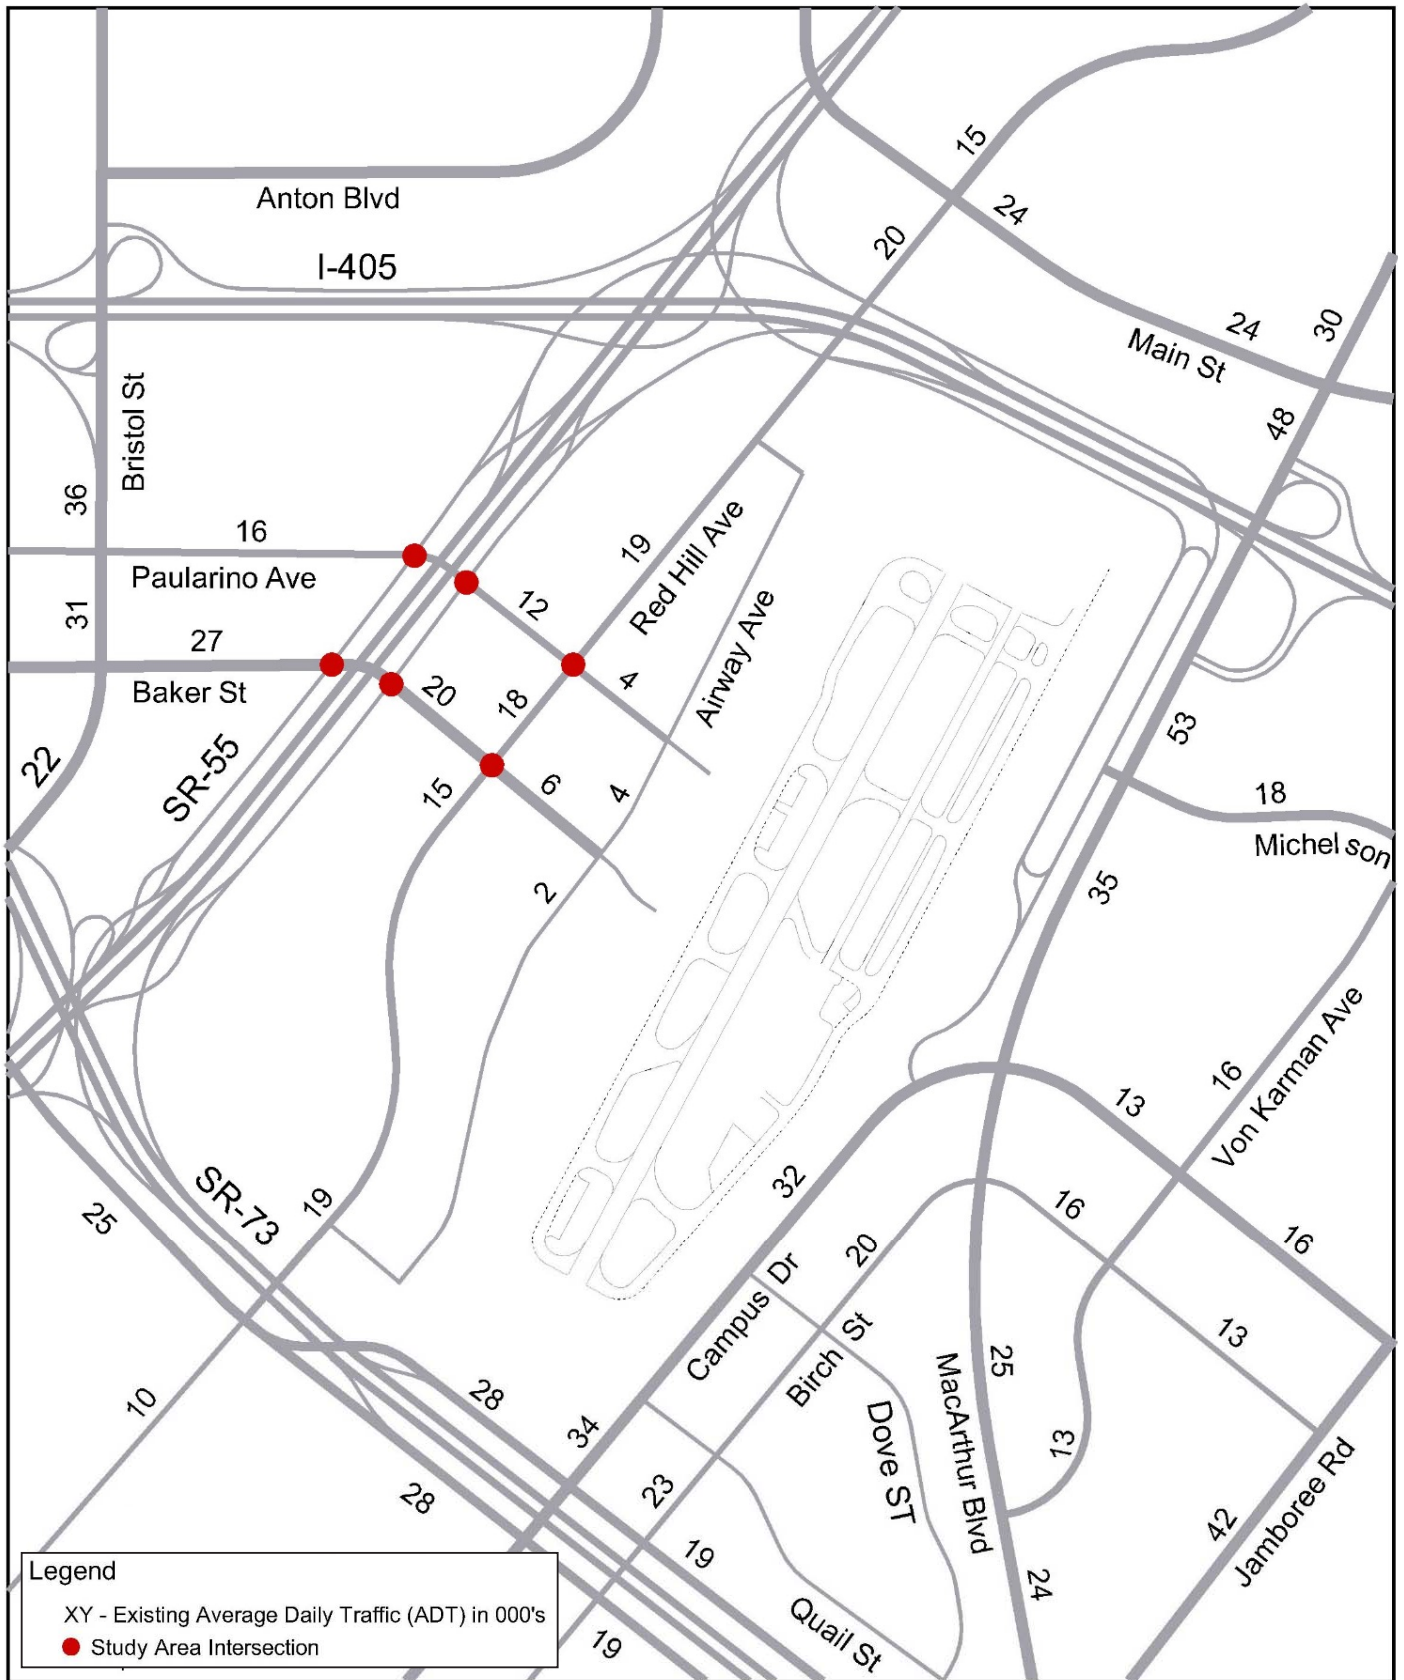 15
Anton Blvd
24
20
I-405
30
24
Main St
Bristol St
48
36
16
19
Red Hill Ave
Paularino Ave
12
31
27
Airway Ave
Baker St
20
18
4
53
22
SR-55
15
6
4
18
Michel son
2
35
16
Von Karman Ave
13
32
SR-73
19
25
16
20
16
Campus Dr
13
Birch St
25
10
28
MacArthur Blvd
34
Dove ST
13
28
23
42
Jamboree Rd
19
24
Quail St
19
Legend
XY - Existing Average Daily Traffic (ADT) in 000's
Study Area Intersection